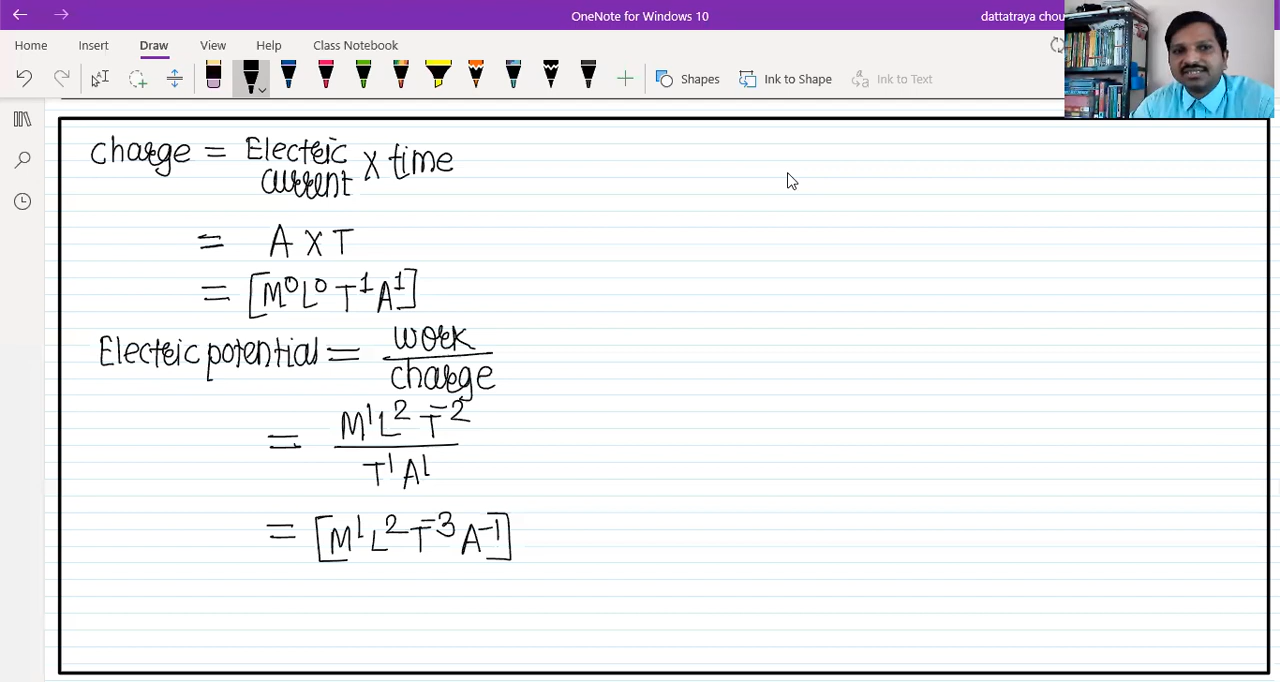 OneNote for Windows 10
dattatraya chou
Home Insert Draw View Help Class Notebook
Shapes Ink to Shape Ink to Text
charge = Electric current X time
= A X T
= [M⁰L⁰T¹A¹]
Electric potential = work / charge
= M¹L²T⁻² / T¹A¹
= [M¹L²T⁻³A⁻¹]